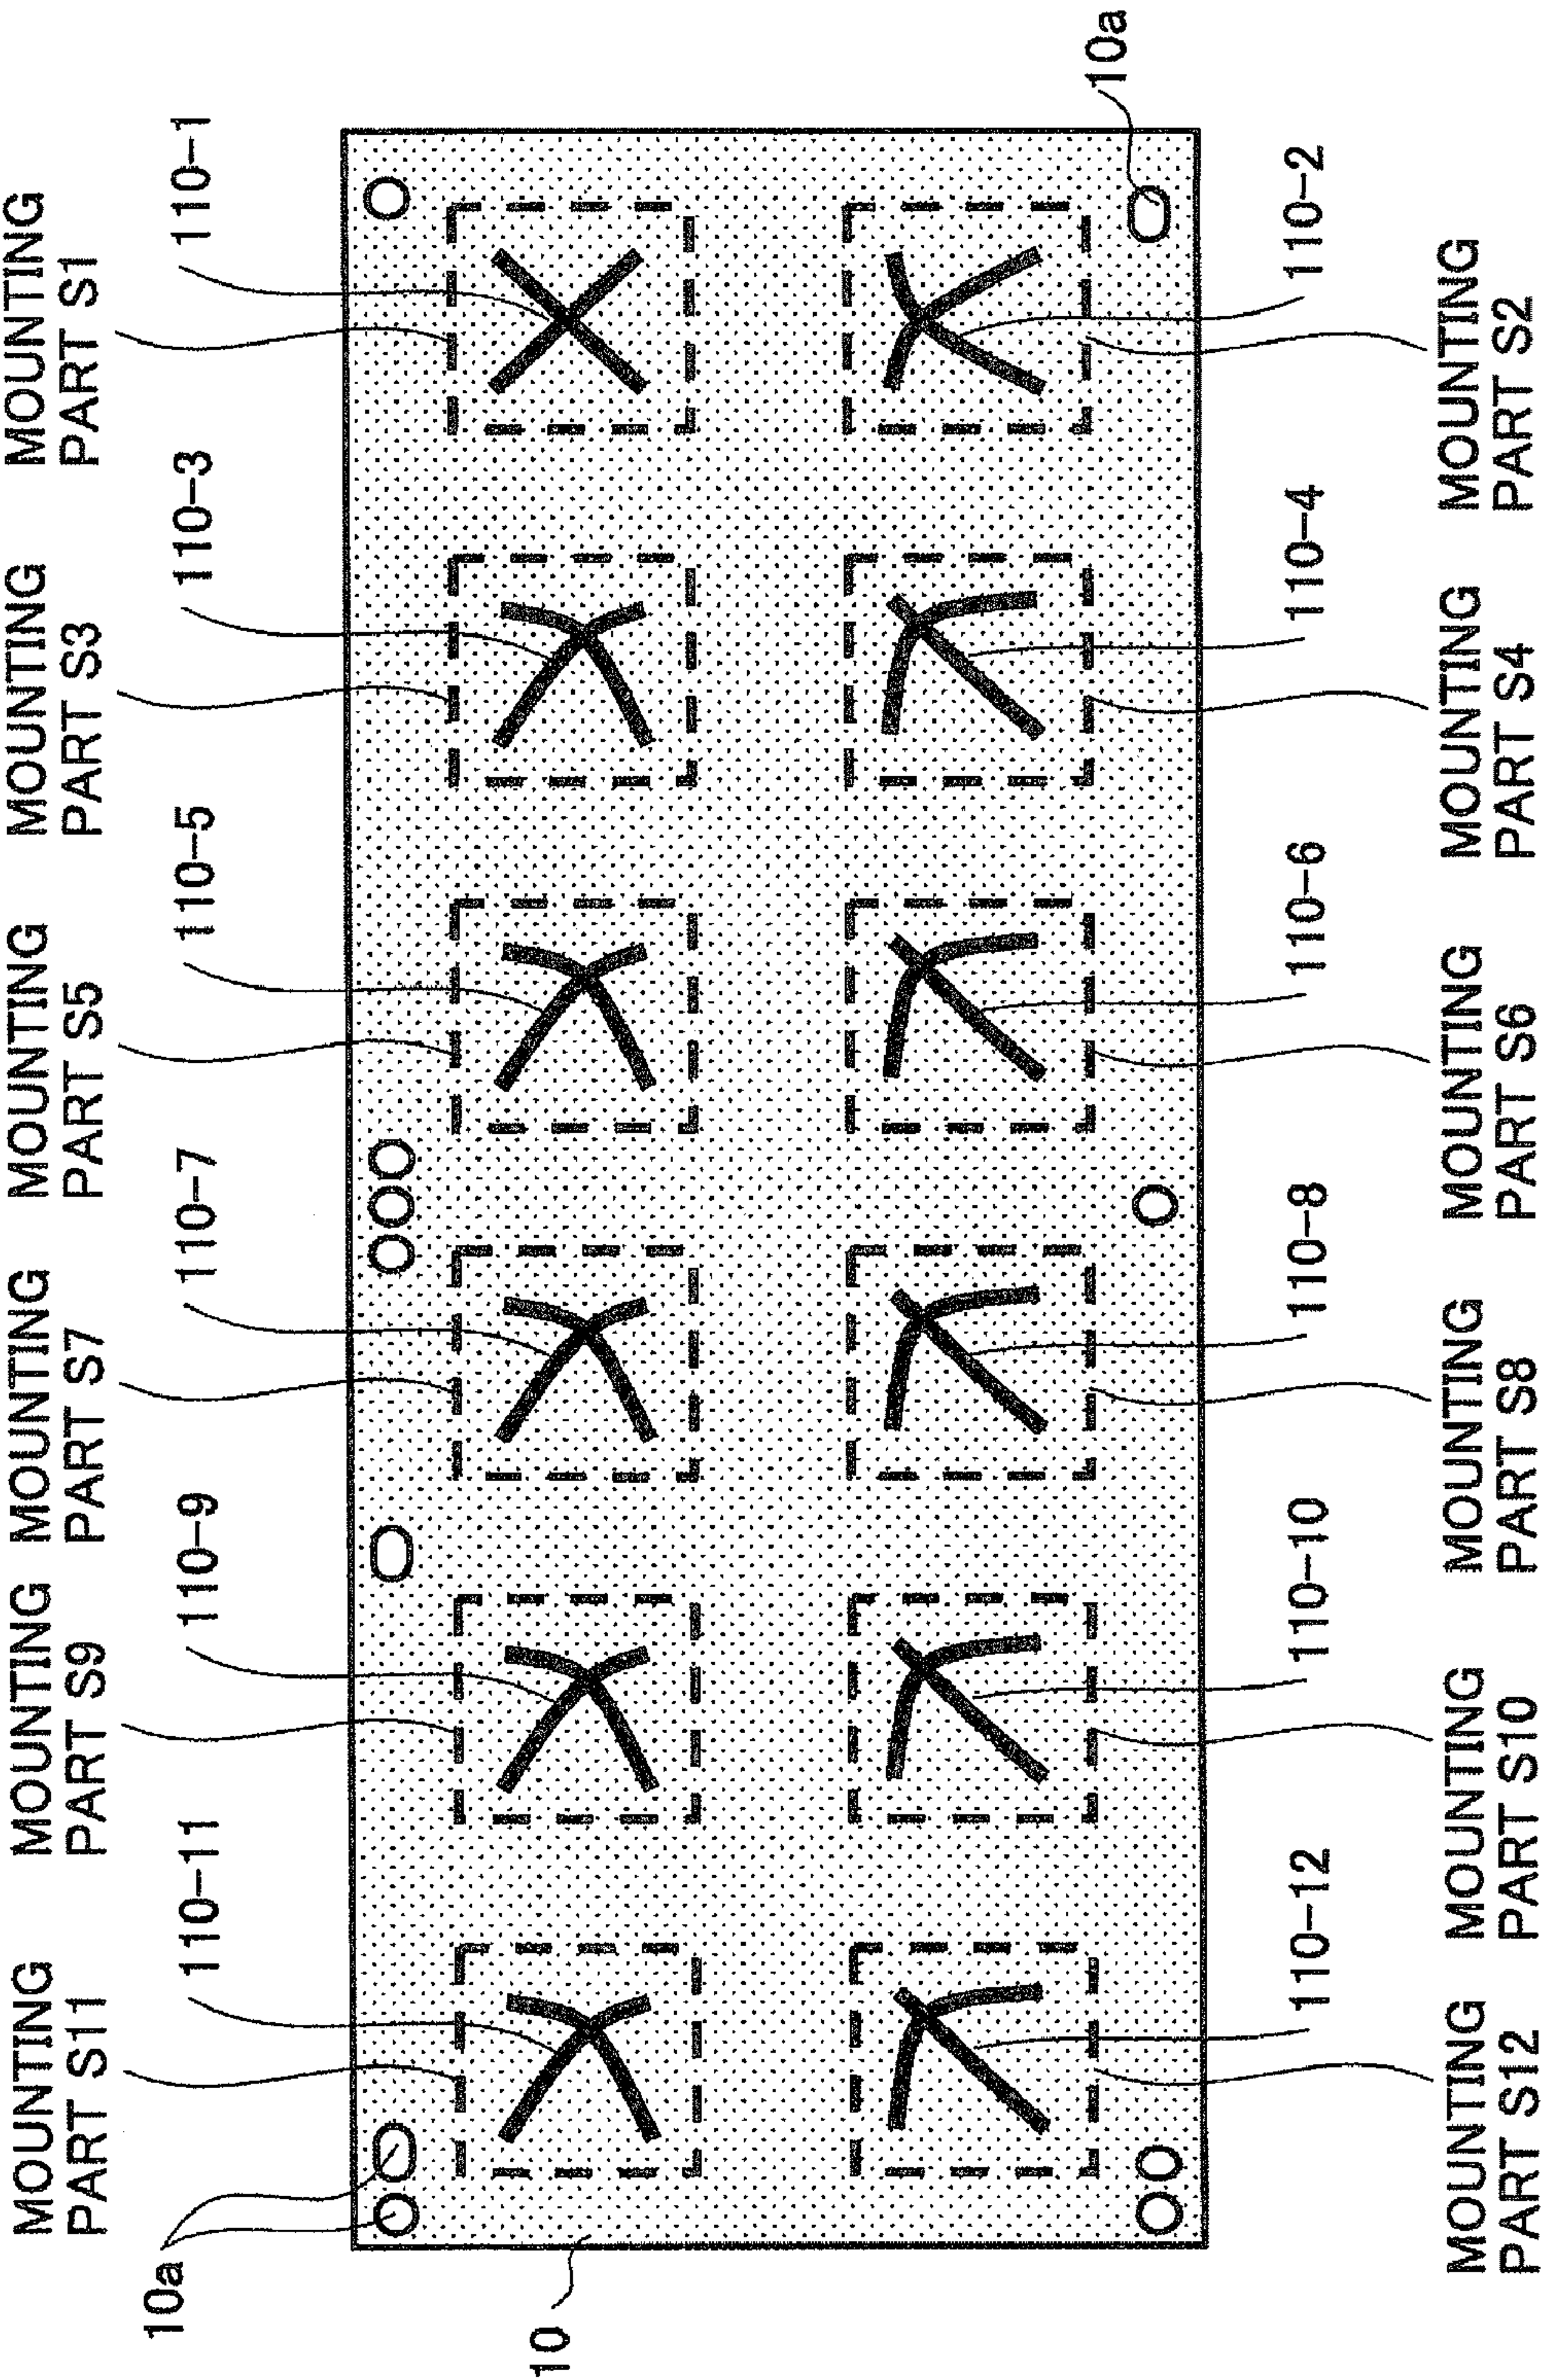 10a
MOUNTING
PART S11
110-11
MOUNTING
PART S9
110-9
MOUNTING
PART S7
110-7
MOUNTING
PART S5
110-5
MOUNTING
PART S3
110-3
MOUNTING
PART S1
110-1
10
10a
110-12
110-10
110-8
110-6
110-4
110-2
MOUNTING
PART S12
MOUNTING
PART S10
MOUNTING
PART S8
MOUNTING
PART S6
MOUNTING
PART S4
MOUNTING
PART S2